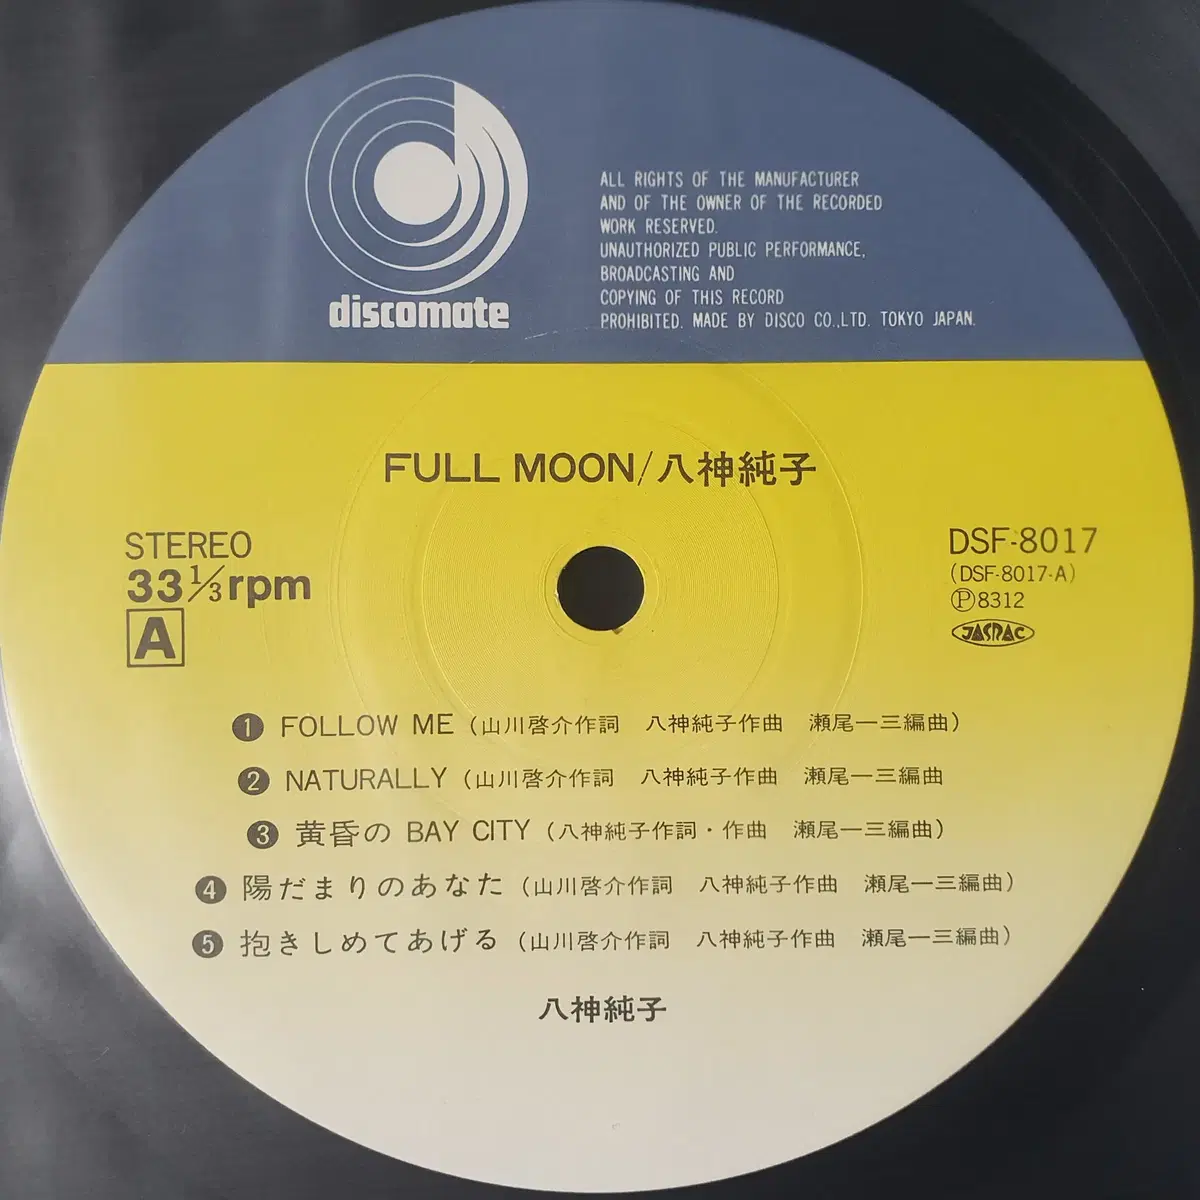 discomate
ALL RIGHTS OF THE MANUFACTURER
AND OF THE OWNER OF THE RECORDED
WORK RESERVED.
UNAUTHORIZED PUBLIC PERFORMANCE,
BROADCASTING AND
COPYING OF THIS RECORD
PROHIBITED. MADE BY DISCO CO.,LTD. TOKYO JAPAN.
FULL MOON/八神純子
STEREO
33 1/3 rpm
A
DSF-8017
(DSF-8017-A)
Ⓟ8312
JASRAC
❶ FOLLOW ME (山川啓介作詞 八神純子作曲 瀬尾一三編曲)
❷ NATURALLY (山川啓介作詞 八神純子作曲 瀬尾一三編曲
❸ 黄昏の BAY CITY (八神純子作詞・作曲 瀬尾一三編曲)
❹ 陽だまりのあなた (山川啓介作詞 八神純子作曲 瀬尾一三編曲)
❺ 抱きしめてあげる (山川啓介作詞 八神純子作曲 瀬尾一三編曲)
八神純子